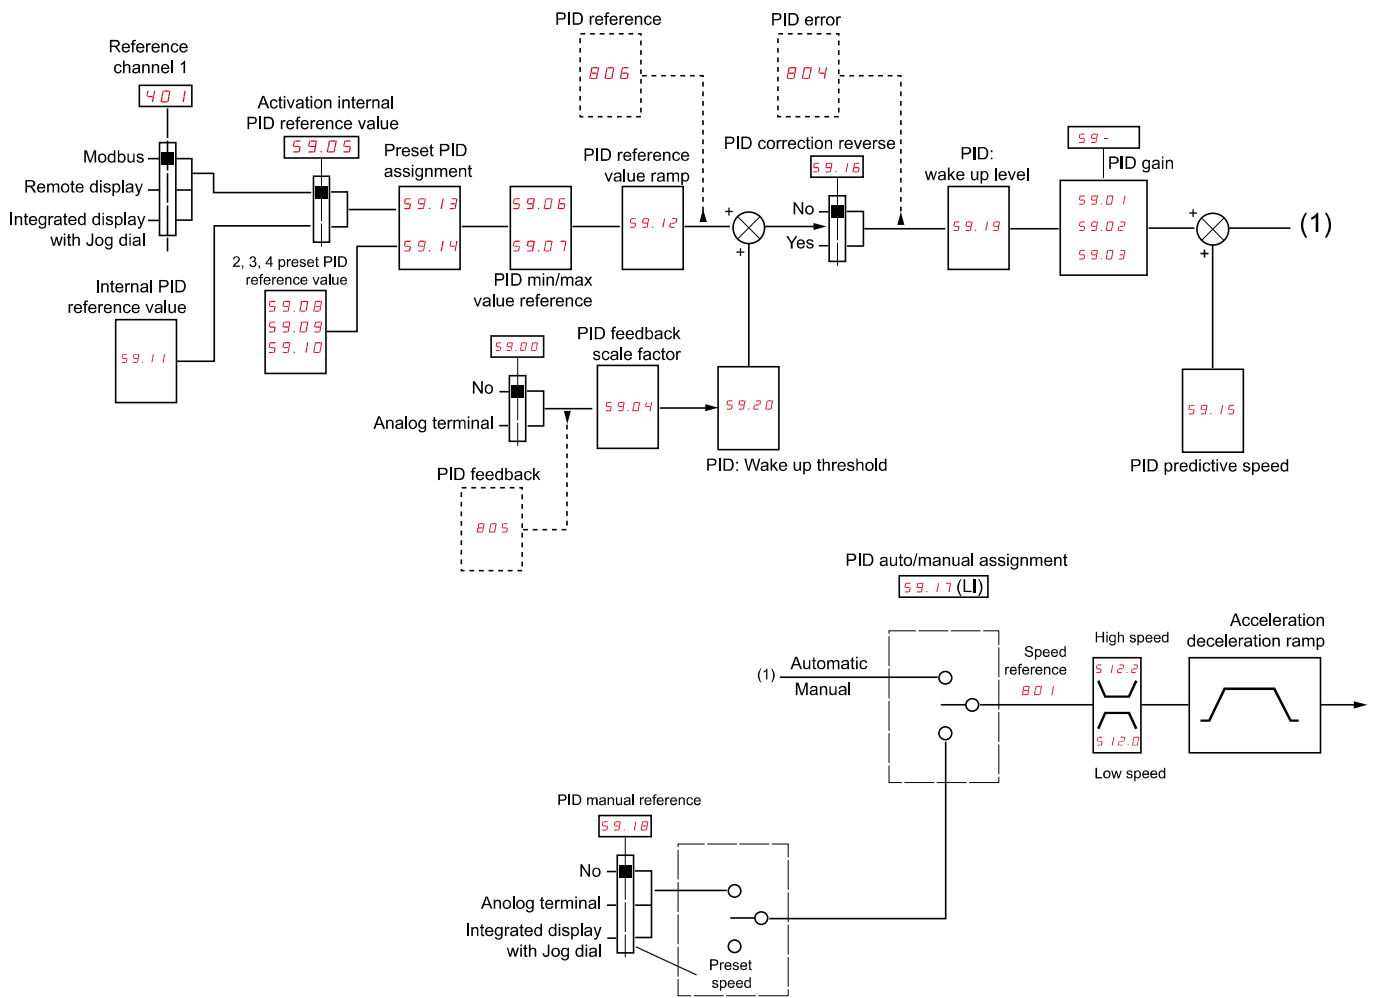 PID reference
806
PID error
804
Reference
channel 1
401
Modbus
Remote display
Integrated display
with Jog dial
Activation internal
PID reference value
59.05
Internal PID
reference value
59.11
2, 3, 4 preset PID
reference value
59.08
59.09
59.10
Preset PID
assignment
59.13
59.14
59.06
59.07
PID min/max
value reference
PID reference
value ramp
59.12
+
+
PID correction reverse
59.16
No
Yes
PID:
wake up level
59.19
59-
PID gain
59.01
59.02
59.03
+
+
(1)
59.00
No
Analog terminal
PID feedback
805
PID feedback
scale factor
59.04
59.20
PID: Wake up threshold
59.15
PID predictive speed
PID auto/manual assignment
59.17 (LI)
(1)
Automatic
Manual
Speed
reference
801
High speed
512.2
512.0
Low speed
Acceleration
deceleration ramp
PID manual reference
59.18
No
Anolog terminal
Integrated display
with Jog dial
Preset
speed